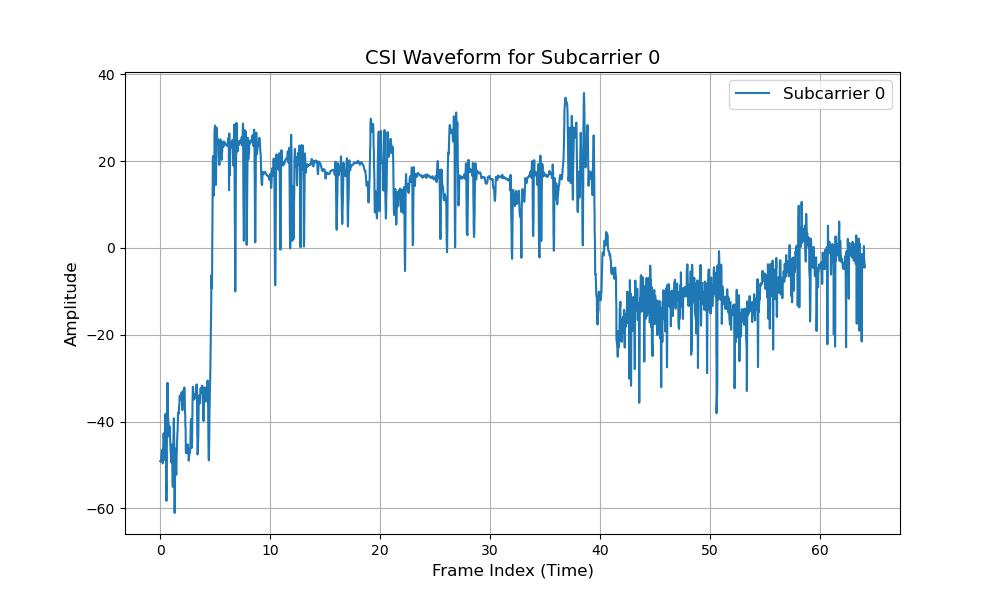 CSI Waveform for Subcarrier 0
Subcarrier 0
40
20
0
−20
−40
−60
Amplitude
0 10 20 30 40 50 60
Frame Index (Time)